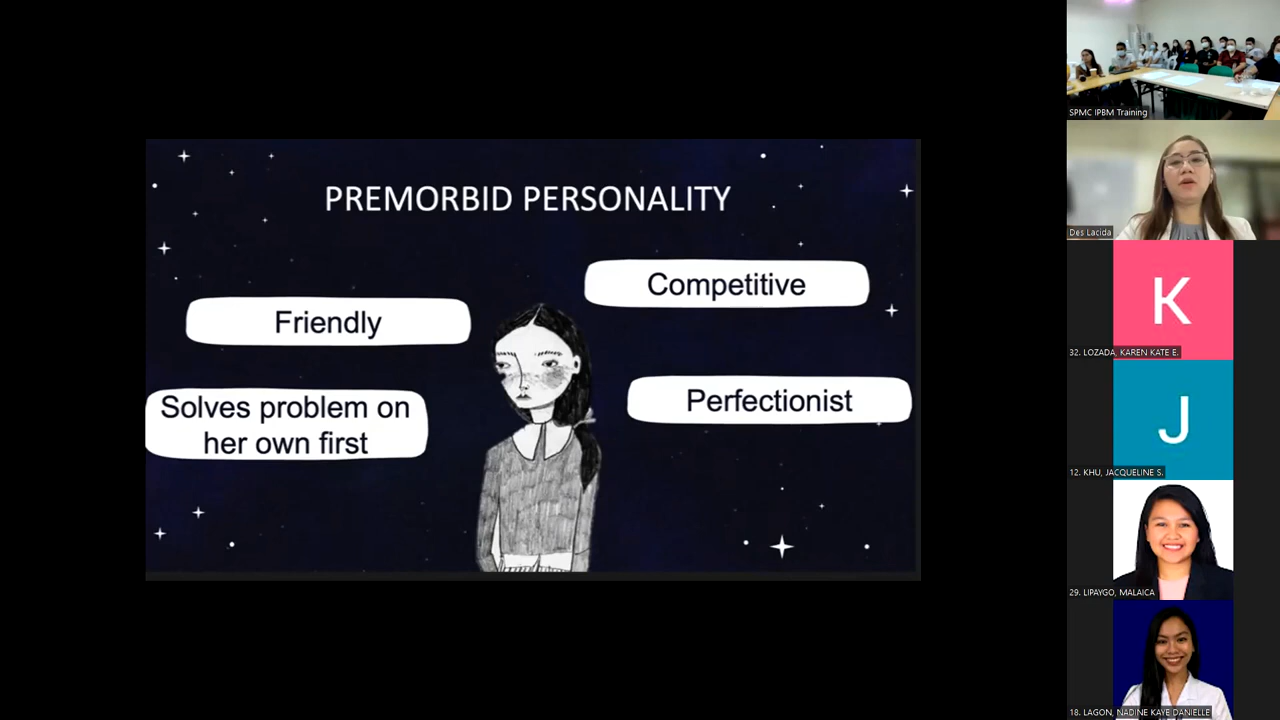 PREMORBID PERSONALITY
Competitive
Friendly
Perfectionist
Solves problem on
her own first
SPMC IPBM Training
Des Lacida
K
32. LOZADA, KAREN KATE E.
J
12. KHU, JACQUELINE S.
29. LIPAYGO, MALAICA
18. LAGON, NADINE KAYE DANIELLE